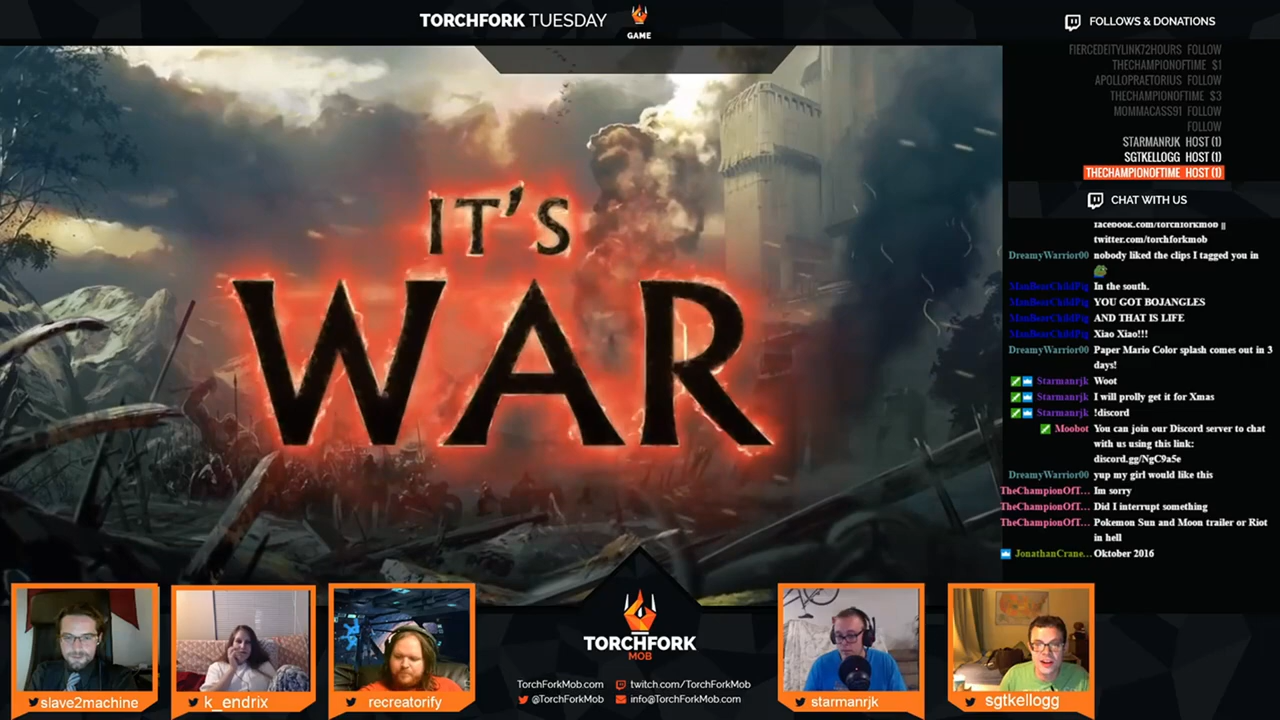 TORCHFORK TUESDAY
GAME
FOLLOWS & DONATIONS
FIERCEDEITYLINK72HOURS FOLLOW
THECHAMPIONOFTIME $1
APOLLOPRAETORIUS FOLLOW
THECHAMPIONOFTIME $3
MOMMACASS91 FOLLOW
FOLLOW
STARMANRJK HOST (1)
SGTKELLOGG HOST (1)
THECHAMPIONOFTIME HOST (1)
CHAT WITH US
facebook.com/torchforkmob ||
twitter.com/torchforkmob
DreamyWarrior00 nobody liked the clips I tagged you in
ManBearChildPig In the south.
ManBearChildPig YOU GOT BOJANGLES
ManBearChildPig AND THAT IS LIFE
ManBearChildPig Xiao Xiao!!!
DreamyWarrior00 Paper Mario Color splash comes out in 3
days!
Starmanrjk Woot
Starmanrjk I will prolly get it for Xmas
Starmanrjk !discord
Moobot You can join our Discord server to chat
with us using this link:
discord.gg/NgC9a5e
DreamyWarrior00 yup my girl would like this
TheChampionOfT... Im sorry
TheChampionOfT... Did I interrupt something
TheChampionOfT... Pokemon Sun and Moon trailer or Riot
in hell
JonathanCrane... Oktober 2016
IT'S
WAR
TORCHFORK
MOB
TorchForkMob.com twitch.com/TorchForkMob
@TorchForkMob info@TorchForkMob.com
slave2machine
k_endrix
recreatorify
starmanrjk
sgtkellogg